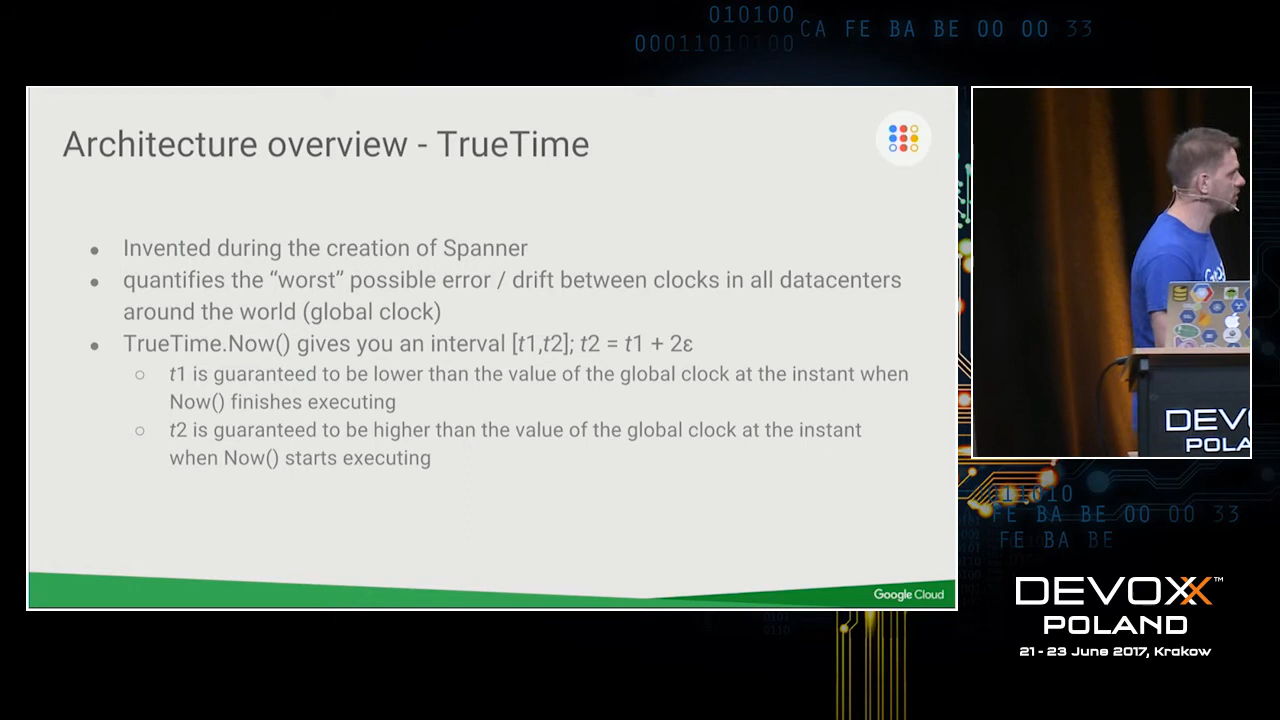 010100
00011010100
CA FE BA BE 00 00 33
Architecture overview - TrueTime
● Invented during the creation of Spanner
● quantifies the “worst” possible error / drift between clocks in all datacenters
around the world (global clock)
● TrueTime.Now() gives you an interval [t1,t2]; t2 = t1 + 2ε
○ t1 is guaranteed to be lower than the value of the global clock at the instant when
Now() finishes executing
○ t2 is guaranteed to be higher than the value of the global clock at the instant
when Now() starts executing
Google Cloud
DEVO
POLA
FE BA BE 00 00 33
FE BA BE
DEVOXX™
POLAND
21 - 23 June 2017, Krakow